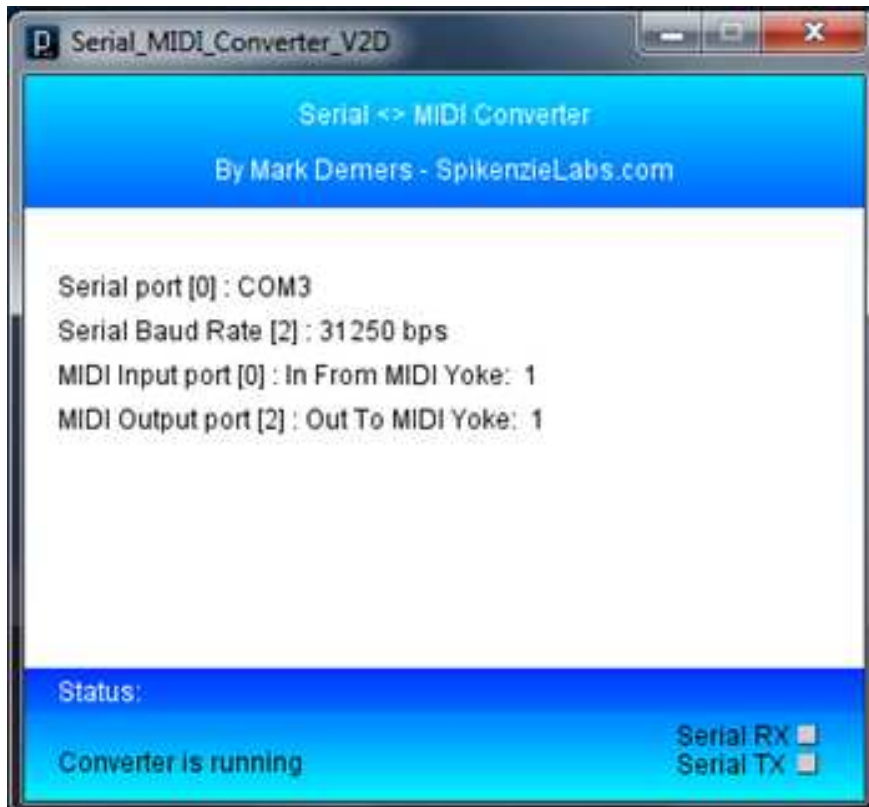 Serial_MIDI_Converter_V2D
Serial <> MIDI Converter
By Mark Demers - SpikenzieLabs.com
Serial port [0] : COM3
Serial Baud Rate [2] : 31250 bps
MIDI Input port [0] : In From MIDI Yoke:  1
MIDI Output port [2] : Out To MIDI Yoke:  1
Status:
Serial RX
Converter is running
Serial TX